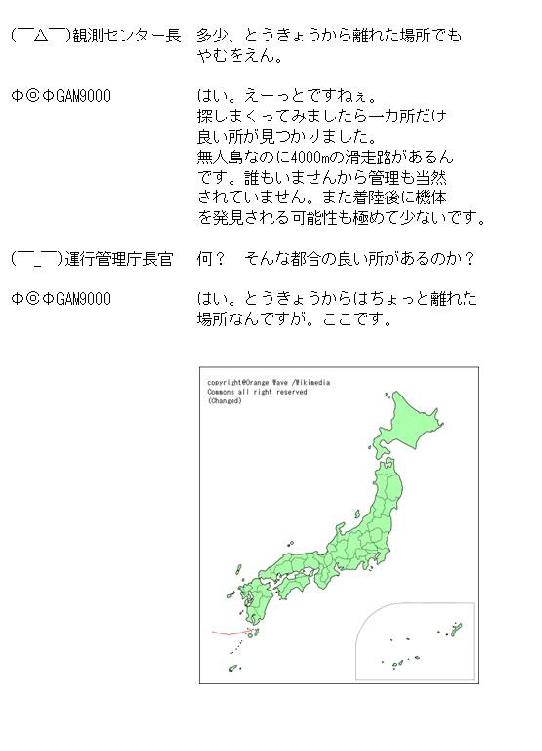 (￣△￣)観測センター長　多少、とうきょうから離れた場所でも
やむをえん。
Φ◎ΦGAM9000　はい。えーっとですねぇ。
探しまくってみましたら一カ所だけ
良い所が見つかりました。
無人島なのに4000mの滑走路があるん
です。誰もいませんから管理も当然
されていません。また着陸後に機体
を発見される可能性も極めて少ないです。
(￣_￣)運行管理庁長官　何？　そんな都合の良い所があるのか？
Φ◎ΦGAM9000　はい。とうきょうからはちょっと離れた
場所なんですが。ここです。
copyright@Orange Wave /Wikimedia
Commons all right reserved
(Changed)